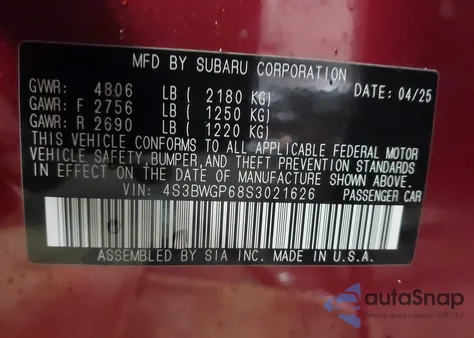 MFD BY SUBARU CORPORATION
GVWR: 4806 LB ( 2180 KG) DATE: 04/25
GAWR: F 2756 LB ( 1250 KG)
GAWR: R 2690 LB ( 1220 KG)
THIS VEHICLE CONFORMS TO ALL APPLICABLE FEDERAL MOTOR
VEHICLE SAFETY, BUMPER, AND THEFT PREVENTION STANDARDS
IN EFFECT ON THE DATE OF MANUFACTURE SHOWN ABOVE.
VIN: 4S3BWGP68S3021626 PASSENGER CAR
ASSEMBLED BY SIA INC. MADE IN U.S.A.
autoSnap